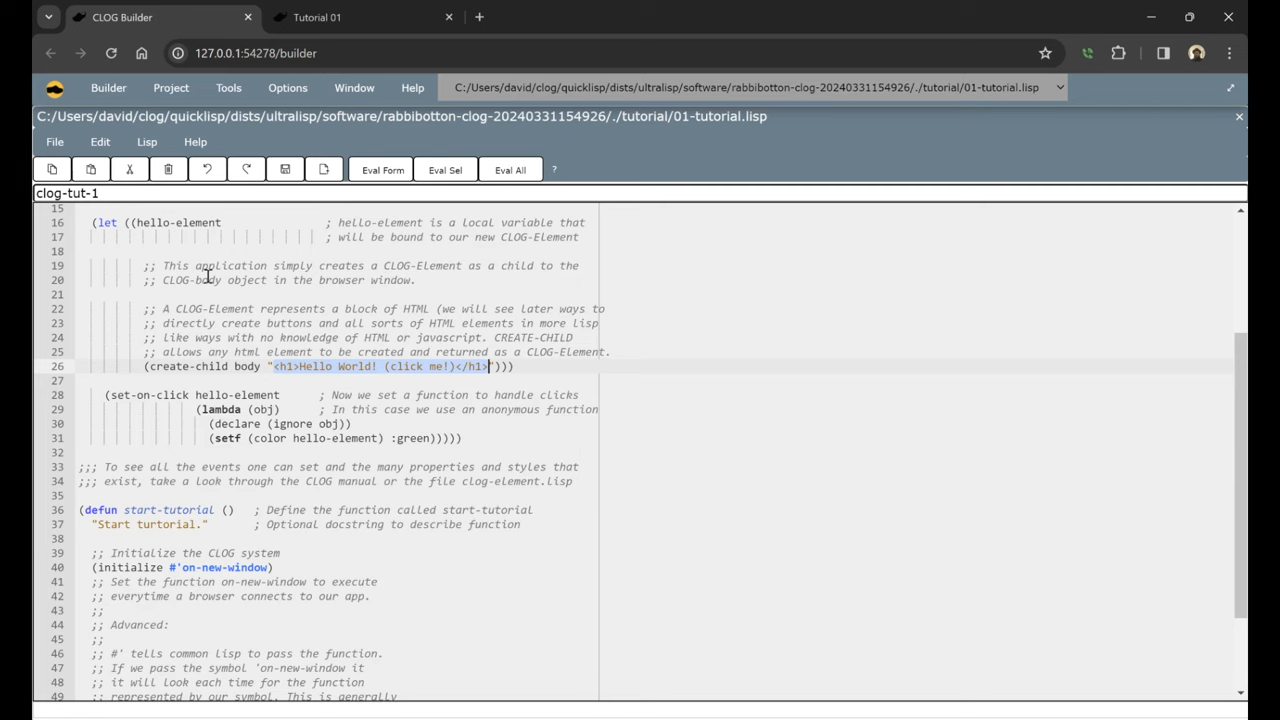 CLOG Builder
Tutorial 01
127.0.0.1:54278/builder
Builder Project Tools Options Window Help C:/Users/david/clog/quicklisp/dists/ultralisp/software/rabbibotton-clog-20240331154926/./tutorial/01-tutorial.lisp
C:/Users/david/clog/quicklisp/dists/ultralisp/software/rabbibotton-clog-20240331154926/./tutorial/01-tutorial.lisp
File Edit Lisp Help
Eval Form Eval Sel Eval All ?
clog-tut-1
15
16 (let ((hello-element ; hello-element is a local variable that
17 ; will be bound to our new CLOG-Element
18
19 ;; This application simply creates a CLOG-Element as a child to the
20 ;; CLOG-body object in the browser window.
21
22 ;; A CLOG-Element represents a block of HTML (we will see later ways to
23 ;; directly create buttons and all sorts of HTML elements in more lisp
24 ;; like ways with no knowledge of HTML or javascript. CREATE-CHILD
25 ;; allows any html element to be created and returned as a CLOG-Element.
26 (create-child body "<h1>Hello World! (click me!)</h1>")))
27
28 (set-on-click hello-element ; Now we set a function to handle clicks
29 (lambda (obj) ; In this case we use an anonymous function
30 (declare (ignore obj))
31 (setf (color hello-element) :green)))))
32
33 ;;; To see all the events one can set and the many properties and styles that
34 ;;; exist, take a look through the CLOG manual or the file clog-element.lisp
35
36 (defun start-tutorial () ; Define the function called start-tutorial
37 "Start turtorial." ; Optional docstring to describe function
38
39 ;; Initialize the CLOG system
40 (initialize #'on-new-window)
41 ;; Set the function on-new-window to execute
42 ;; everytime a browser connects to our app.
43 ;;
44 ;; Advanced:
45 ;;
46 ;; #' tells common lisp to pass the function.
47 ;; If we pass the symbol 'on-new-window it
48 ;; it will look each time for the function
49 ;; represented by our symbol. This is generally